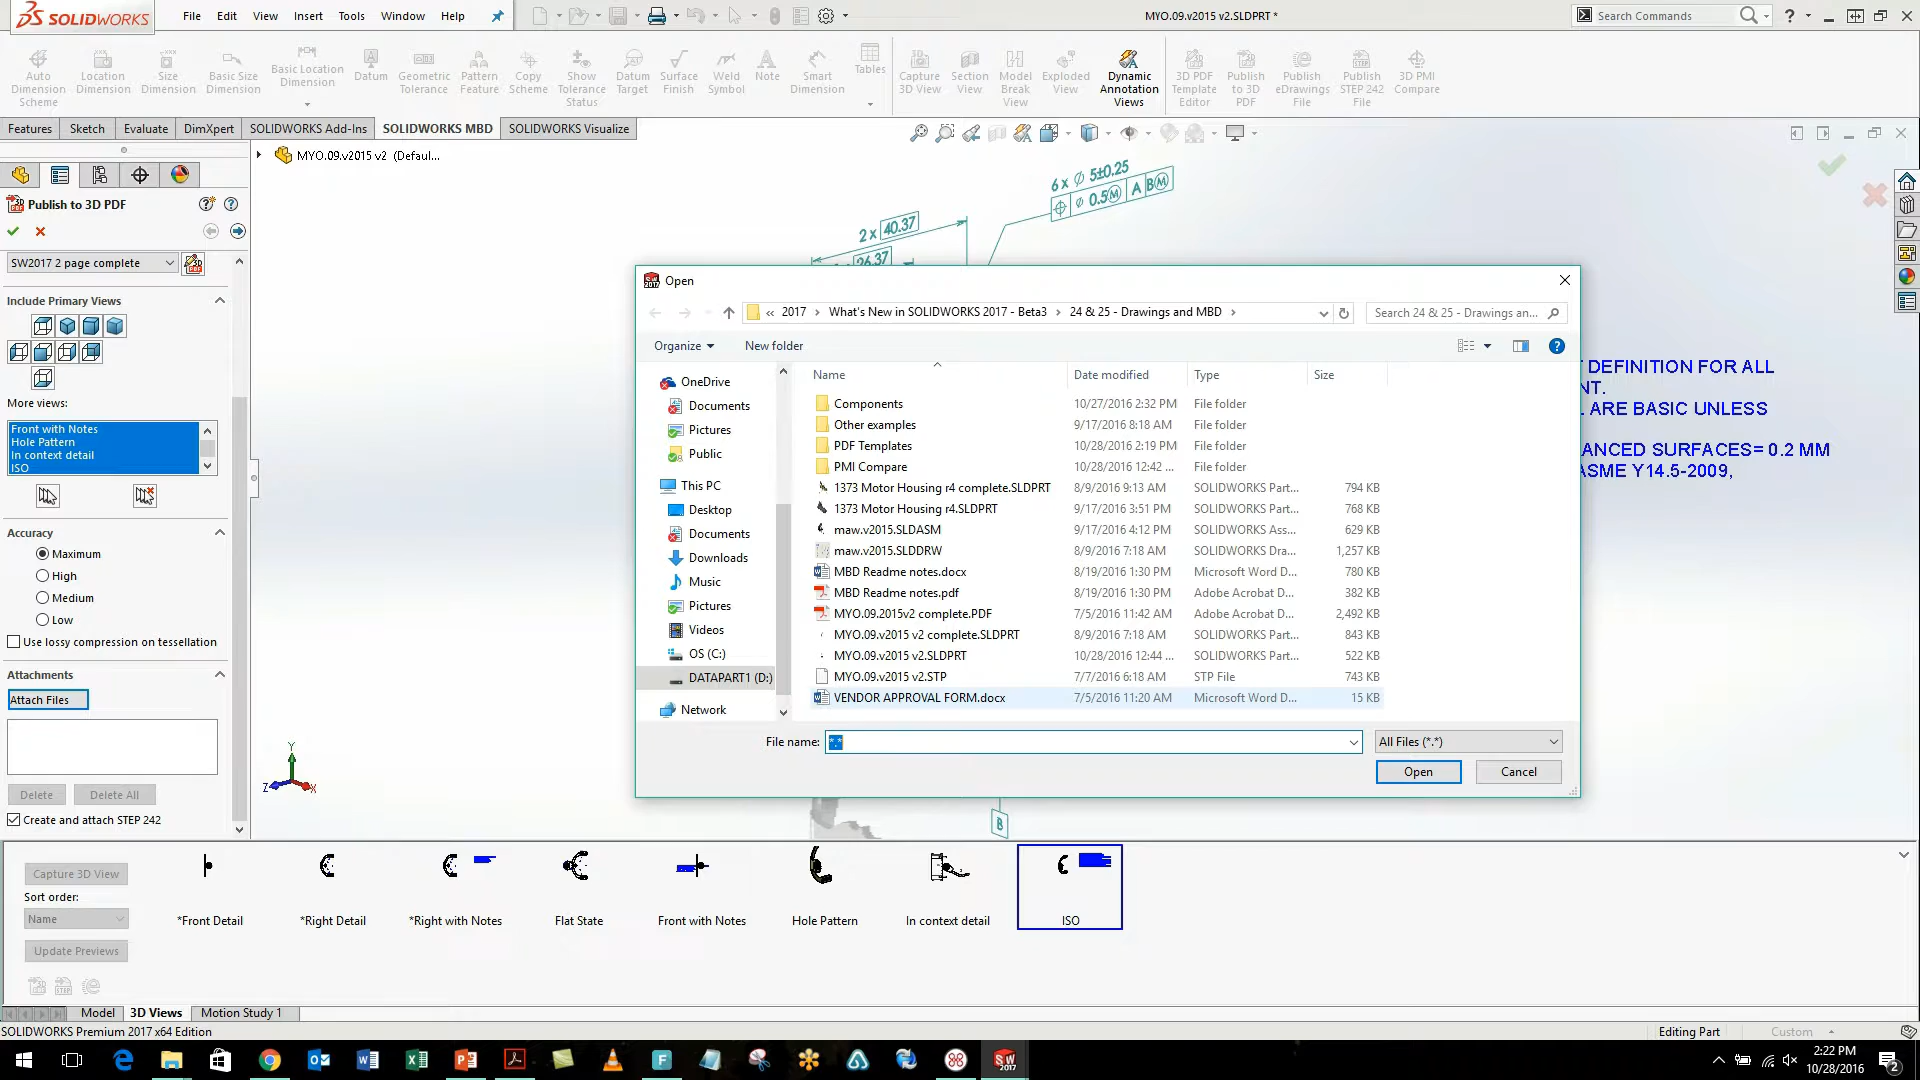 SOLIDWORKS
File Edit View Insert Tools Window Help
MYO.09.v2015 v2.SLDPRT *
Search Commands
Auto Dimension Scheme
Location Dimension
Size Dimension
Basic Size Dimension
Basic Location Dimension
Datum
Geometric Tolerance
Pattern Feature
Copy Scheme
Show Tolerance Status
Datum Target
Surface Finish
Weld Symbol
Note
Smart Dimension
Tables
Capture 3D View
Section View
Model Break View
Exploded View
Dynamic Annotation Views
3D PDF Template Editor
Publish to 3D PDF
Publish eDrawings File
Publish STEP 242 File
3D PMI Compare
Features Sketch Evaluate DimXpert SOLIDWORKS Add-Ins SOLIDWORKS MBD SOLIDWORKS Visualize
MYO.09.v2015 v2 (Defaul...
Publish to 3D PDF
SW2017 2 page complete
Include Primary Views
More views:
Front with Notes
Hole Pattern
In context detail
ISO
Accuracy
Maximum
High
Medium
Low
Use lossy compression on tessellation
Attachments
Attach Files
Delete Delete All
Create and attach STEP 242
6 x ⌀ 5±0.25
⌀ 0.5Ⓜ A BⓂ
2 x 40.37
26.37
T DEFINITION FOR ALL
NT.
ARE BASIC UNLESS
ANCED SURFACES= 0.2 MM
ASME Y14.5-2009,
B
Y
Z X
Open
« 2017 › What's New in SOLIDWORKS 2017 - Beta3 › 24 & 25 - Drawings and MBD ›
Search 24 & 25 - Drawings an...
Organize New folder
OneDrive
Documents
Pictures
Public
This PC
Desktop
Documents
Downloads
Music
Pictures
Videos
OS (C:)
DATAPART1 (D:)
Network
Name Date modified Type Size
Components 10/27/2016 2:32 PM File folder
Other examples 9/17/2016 8:18 AM File folder
PDF Templates 10/28/2016 2:19 PM File folder
PMI Compare 10/28/2016 12:42 ... File folder
1373 Motor Housing r4 complete.SLDPRT 8/9/2016 9:13 AM SOLIDWORKS Part... 794 KB
1373 Motor Housing r4.SLDPRT 9/17/2016 3:51 PM SOLIDWORKS Part... 768 KB
maw.v2015.SLDASM 9/17/2016 4:12 PM SOLIDWORKS Ass... 629 KB
maw.v2015.SLDDRW 8/9/2016 7:18 AM SOLIDWORKS Dra... 1,257 KB
MBD Readme notes.docx 8/19/2016 1:30 PM Microsoft Word D... 780 KB
MBD Readme notes.pdf 8/19/2016 1:30 PM Adobe Acrobat D... 382 KB
MYO.09.2015v2 complete.PDF 7/5/2016 11:42 AM Adobe Acrobat D... 2,492 KB
MYO.09.v2015 v2 complete.SLDPRT 8/9/2016 7:18 AM SOLIDWORKS Part... 843 KB
MYO.09.v2015 v2.SLDPRT 10/28/2016 12:44 ... SOLIDWORKS Part... 522 KB
MYO.09.v2015 v2.STP 7/7/2016 6:18 AM STP File 743 KB
VENDOR APPROVAL FORM.docx 7/5/2016 11:20 AM Microsoft Word D... 15 KB
File name: *.* All Files (*.*)
Open Cancel
Capture 3D View
Sort order:
Name
Update Previews
*Front Detail *Right Detail *Right with Notes Flat State Front with Notes Hole Pattern In context detail ISO
Model 3D Views Motion Study 1
SOLIDWORKS Premium 2017 x64 Edition
Editing Part Custom
2:22 PM
10/28/2016
2